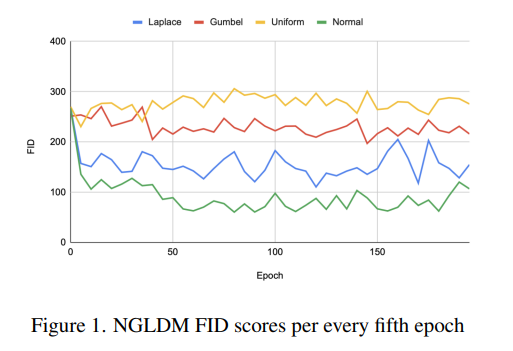 Laplace Gumbel Uniform Normal
400
300
200
100
0
FID
0 50 100 150
Epoch
Figure 1. NGLDM FID scores per every fifth epoch